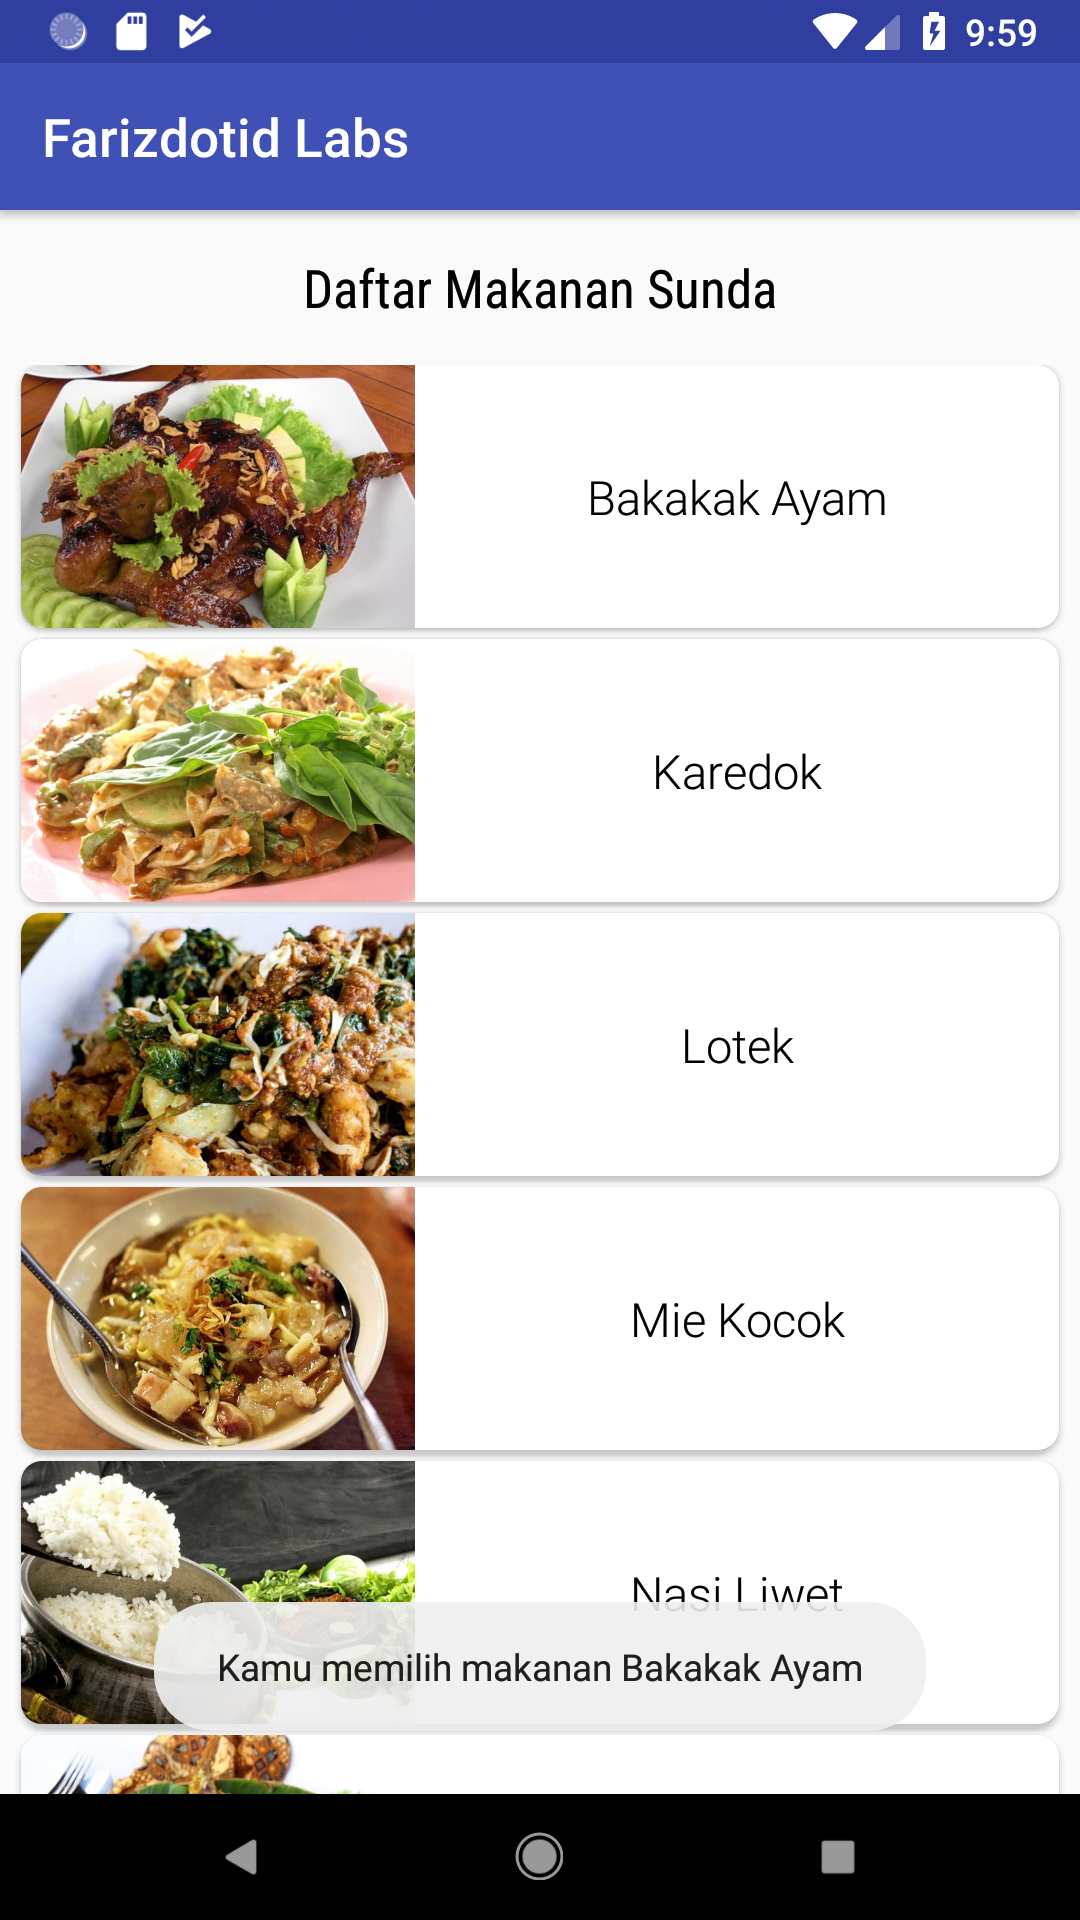 9:59
Farizdotid Labs
Daftar Makanan Sunda
Bakakak Ayam
Karedok
Lotek
Mie Kocok
Nasi Liwet
Kamu memilih makanan Bakakak Ayam